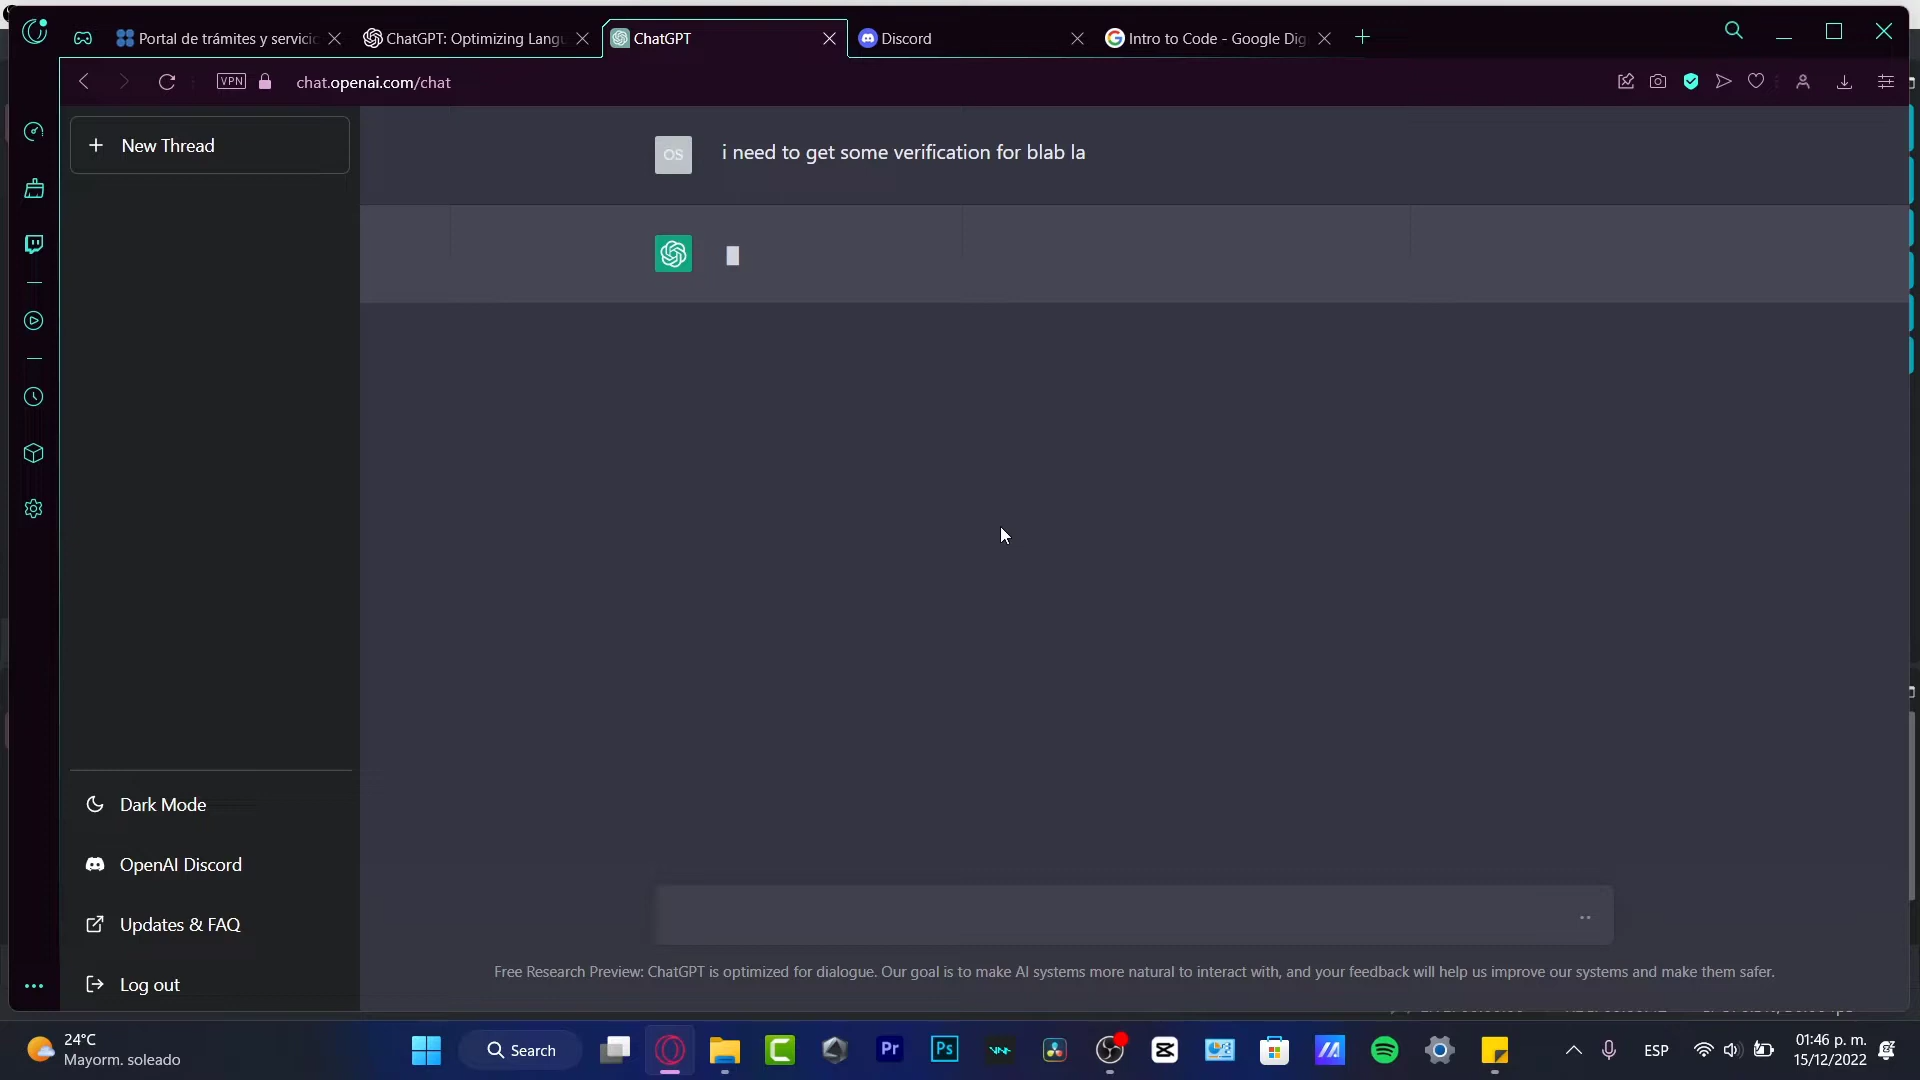 Portal de trámites y servicic
ChatGPT: Optimizing Langu
ChatGPT
Discord
Intro to Code - Google Dig
VPN
chat.openai.com/chat
New Thread
OS
i need to get some verification for blab la
Dark Mode
OpenAI Discord
Updates & FAQ
Log out
Free Research Preview: ChatGPT is optimized for dialogue. Our goal is to make AI systems more natural to interact with, and your feedback will help us improve our systems and make them safer.
24°C
Mayorm. soleado
Search
Pr
Ps
ESP
01:46 p. m.
15/12/2022